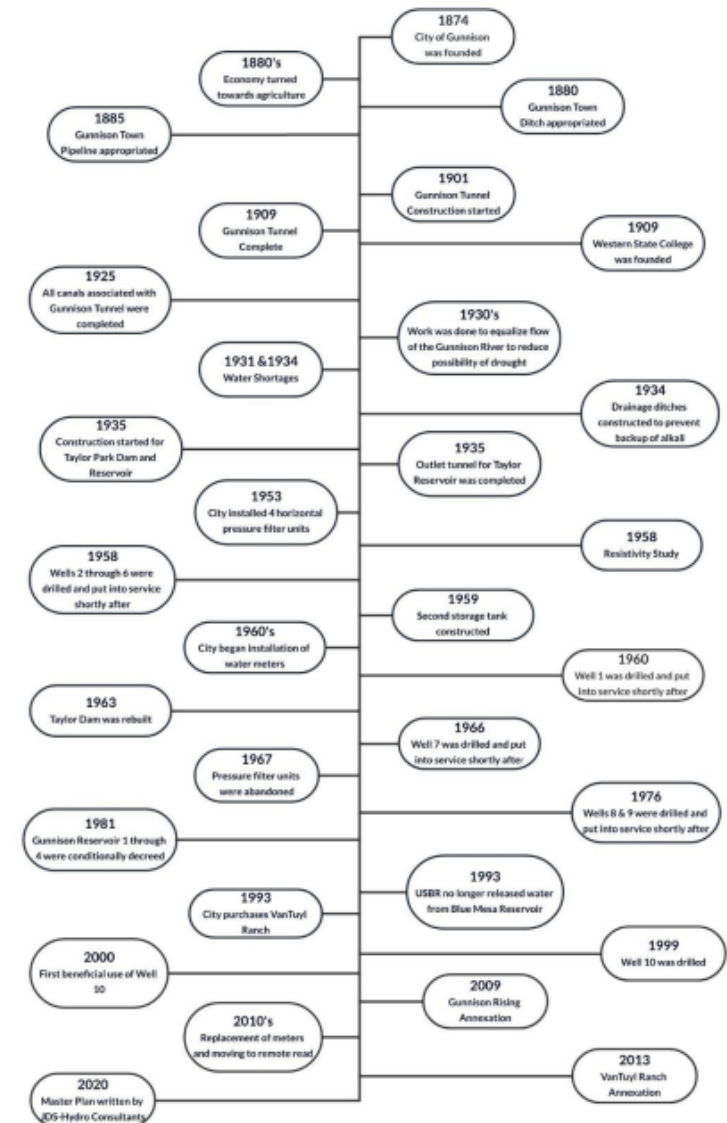 1874
City of Gunnison
was founded
1880's
Economy turned
towards agriculture
1880
Gunnison Town
Ditch appropriated
1885
Gunnison Town
Pipeline appropriated
1901
Gunnison Tunnel
Construction started
1909
Gunnison Tunnel
Complete
1909
Western State College
was founded
1925
All canals associated with
Gunnison Tunnel were
completed
1930's
Work was done to equalize flow
of the Gunnison River to reduce
possibility of drought
1931 &1934
Water Shortages
1934
Drainage ditches
constructed to prevent
backup of alkali
1935
Construction started for
Taylor Park Dam and
Reservoir
1935
Outlet tunnel for Taylor
Reservoir was completed
1953
City installed 4 horizontal
pressure filter units
1958
Resistivity Study
1958
Wells 2 through 6 were
drilled and put into service
shortly after
1959
Second storage tank
constructed
1960's
City began installation of
water meters
1960
Well 1 was drilled and put
into service shortly after
1963
Taylor Dam was rebuilt
1966
Well 7 was drilled and put
into service shortly after
1967
Pressure filter units
were abandoned
1976
Wells 8 & 9 were drilled and
put into service shortly after
1981
Gunnison Reservoir 1 through
4 were conditionally decreed
1993
USBR no longer released water
from Blue Mesa Reservoir
1993
City purchases VanTuyl
Ranch
1999
Well 10 was drilled
2000
First beneficial use of Well
10
2009
Gunnison Rising
Annexation
2010's
Replacement of meters
and moving to remote read
2013
VanTuyl Ranch
Annexation
2020
Master Plan written by
JDS-Hydro Consultants